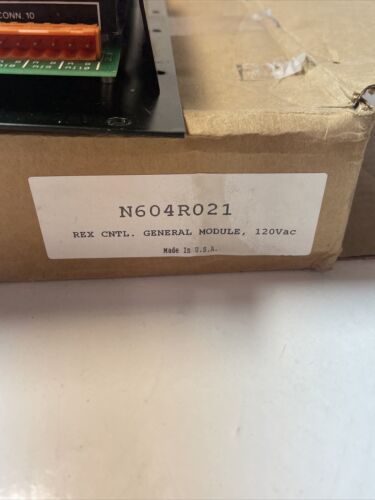 CONN. 10
N604R021
REX CNTL. GENERAL MODULE, 120Vac
Made In U.S.A.